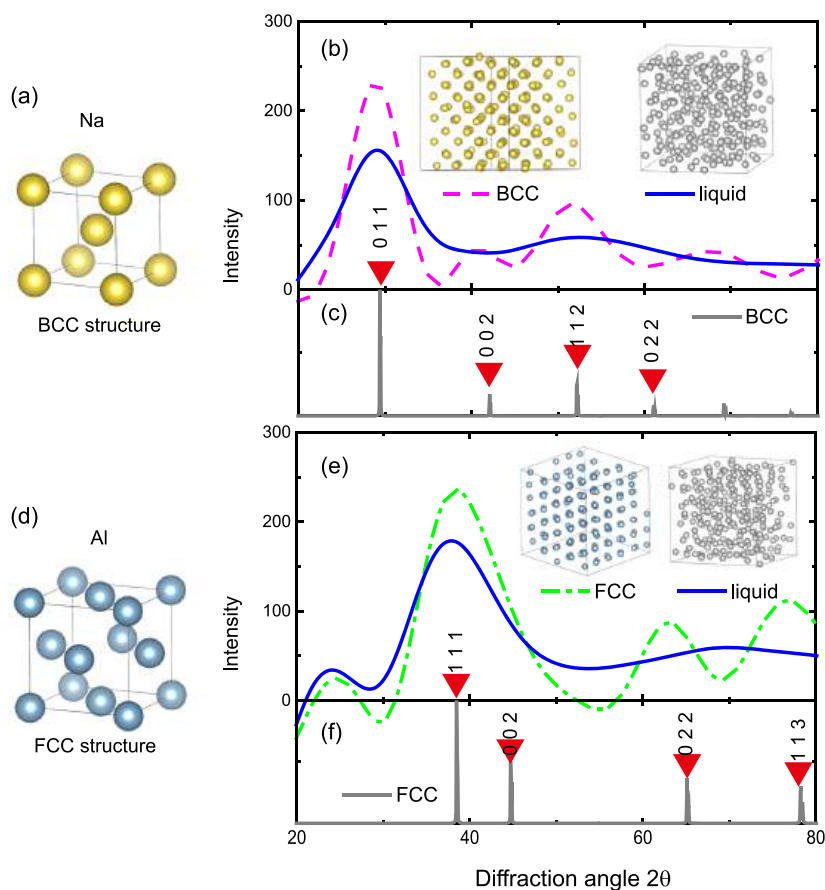 (a)
Na
BCC structure
300
200
100
0
Intensity
(b)
BCC
liquid
(c)
BCC
0 1 1
0 0 2
1 1 2
0 2 2
(d)
Al
FCC structure
300
200
100
0
Intensity
(e)
FCC
liquid
(f)
FCC
1 1 1
0 0 2
0 2 2
1 1 3
20
40
60
80
Diffraction angle 2θ